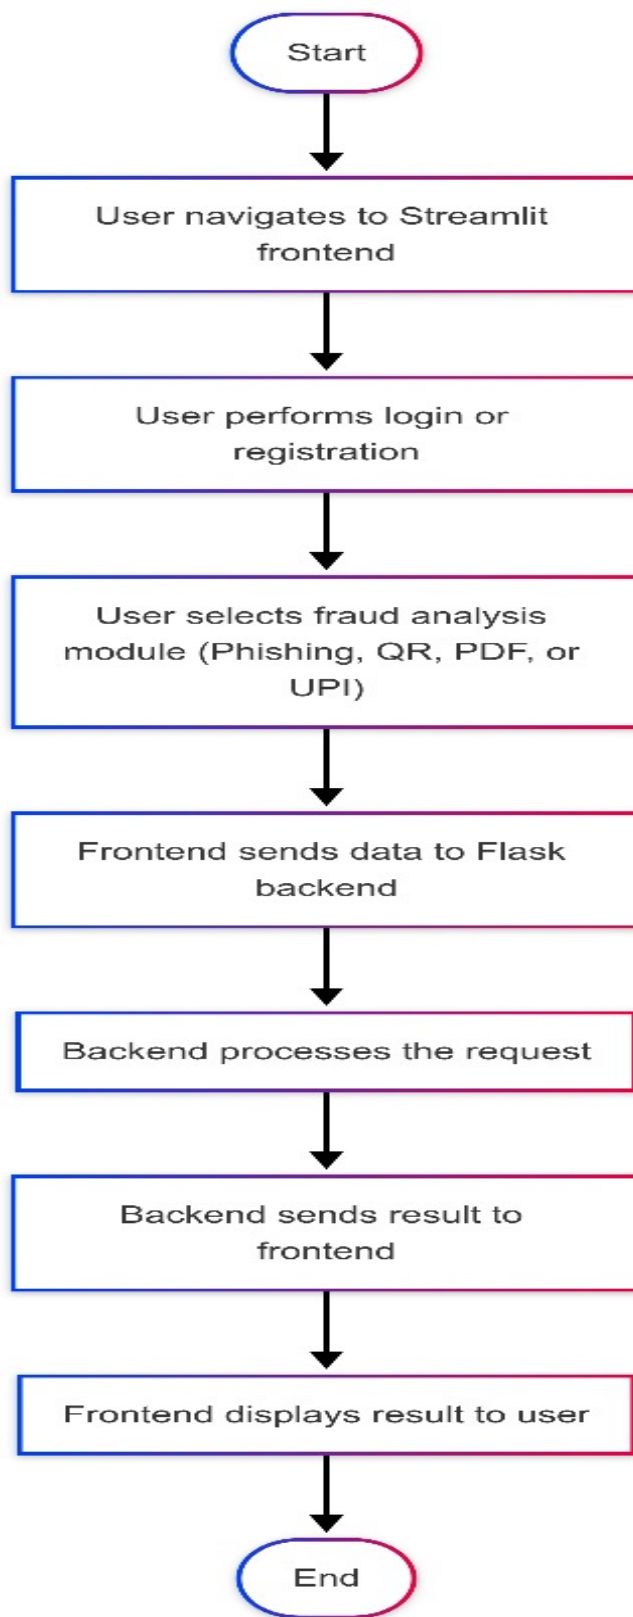 Start
User navigates to Streamlit
frontend
User performs login or
registration
User selects fraud analysis
module (Phishing, QR, PDF, or
UPI)
Frontend sends data to Flask
backend
Backend processes the request
Backend sends result to
frontend
Frontend displays result to user
End